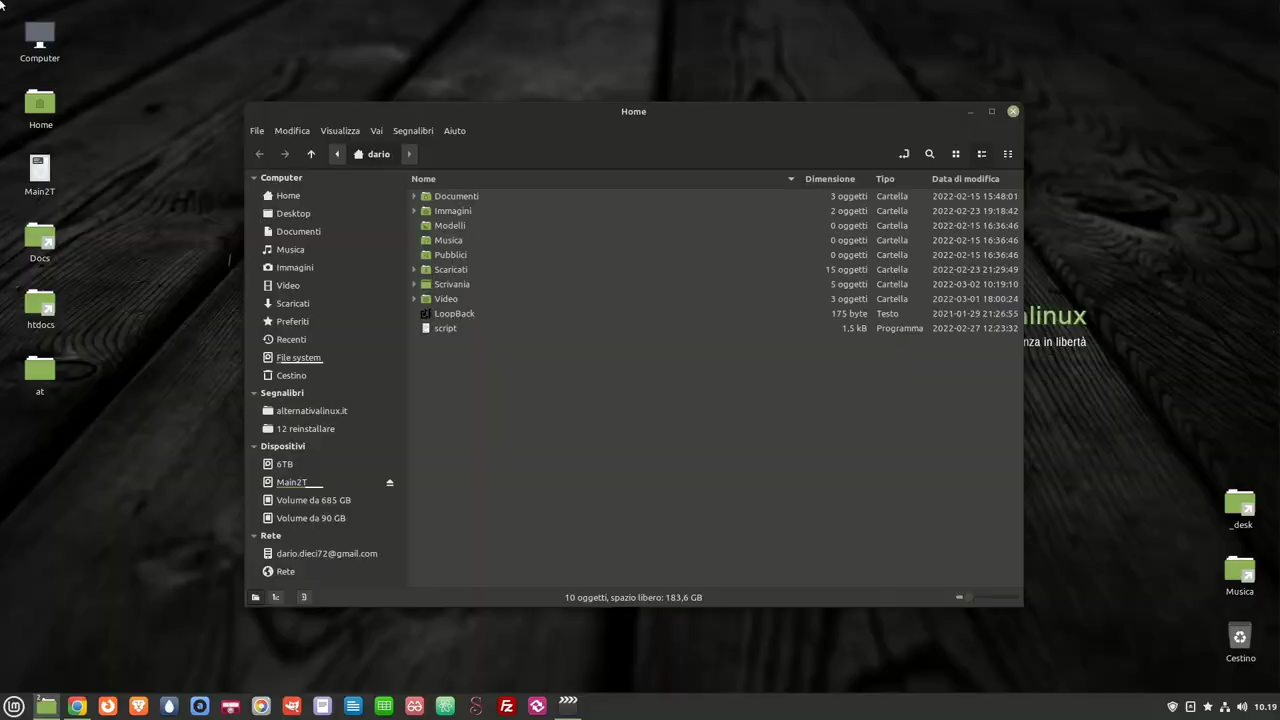 Computer
Home
Main2T
Docs
htdocs
at
Home
File Modifica Visualizza Vai Segnalibri Aiuto
dario
Computer
Home
Desktop
Documenti
Musica
Immagini
Video
Scaricati
Preferiti
Recenti
File system
Cestino
Segnalibri
alternativalinux.it
12 reinstallare
Dispositivi
6TB
Main2T
Volume da 685 GB
Volume da 90 GB
Rete
dario.dieci72@gmail.com
Rete
Nome Dimensione Tipo Data di modifica
Documenti 3 oggetti Cartella 2022-02-15 15:48:01
Immagini 2 oggetti Cartella 2022-02-23 19:18:42
Modelli 0 oggetti Cartella 2022-02-15 16:36:46
Musica 0 oggetti Cartella 2022-02-15 16:36:46
Pubblici 0 oggetti Cartella 2022-02-15 16:36:46
Scaricati 15 oggetti Cartella 2022-02-23 21:29:49
Scrivania 5 oggetti Cartella 2022-03-02 10:19:10
Video 3 oggetti Cartella 2022-03-01 18:00:24
LoopBack 175 byte Testo 2021-01-29 21:26:55
script 1,5 kB Programma 2022-02-27 12:23:32
10 oggetti, spazio libero: 183,6 GB
alinux
nza in libertà
_desk
Musica
Cestino
10.19